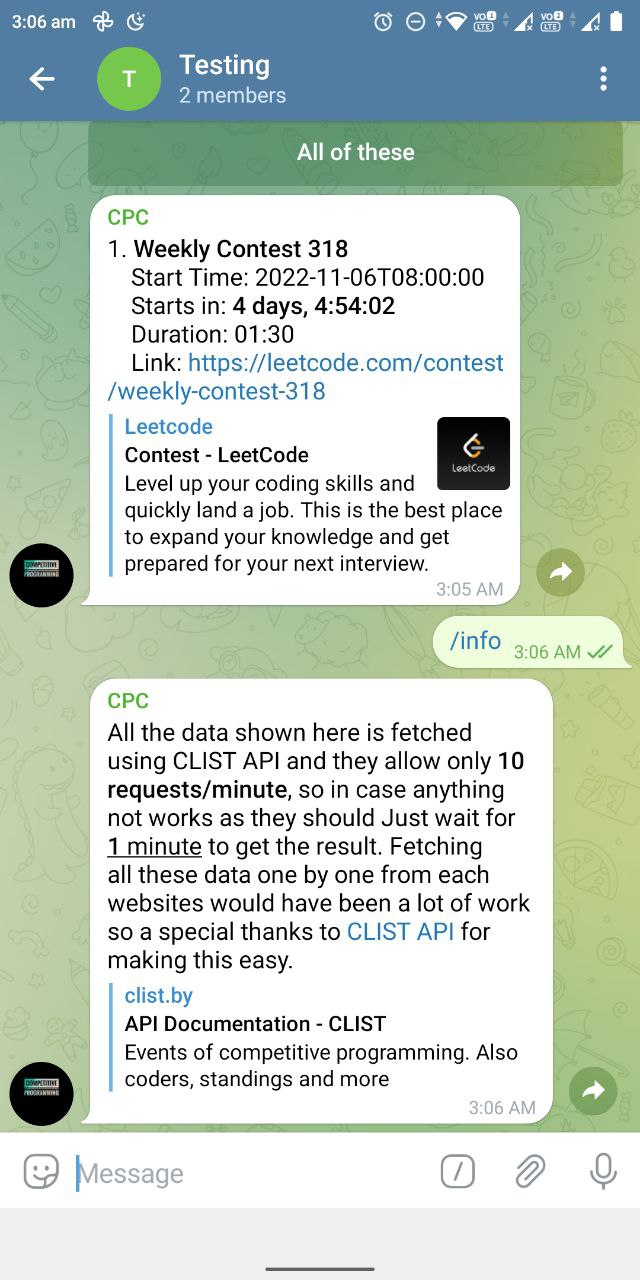 3:06 am
VO 1 LTE
VO 2 LTE
T
Testing
2 members
All of these
CPC
1. Weekly Contest 318
Start Time: 2022-11-06T08:00:00
Starts in: 4 days, 4:54:02
Duration: 01:30
Link: https://leetcode.com/contest
/weekly-contest-318
Leetcode
Contest - LeetCode
LeetCode
Level up your coding skills and
quickly land a job. This is the best place
to expand your knowledge and get
prepared for your next interview.
3:05 AM
COMPETITIVE
PROGRAMMING
/info
3:06 AM
CPC
All the data shown here is fetched
using CLIST API and they allow only 10
requests/minute, so in case anything
not works as they should Just wait for
1 minute to get the result. Fetching
all these data one by one from each
websites would have been a lot of work
so a special thanks to CLIST API for
making this easy.
clist.by
API Documentation - CLIST
Events of competitive programming. Also
coders, standings and more
3:06 AM
COMPETITIVE
PROGRAMMING
Message